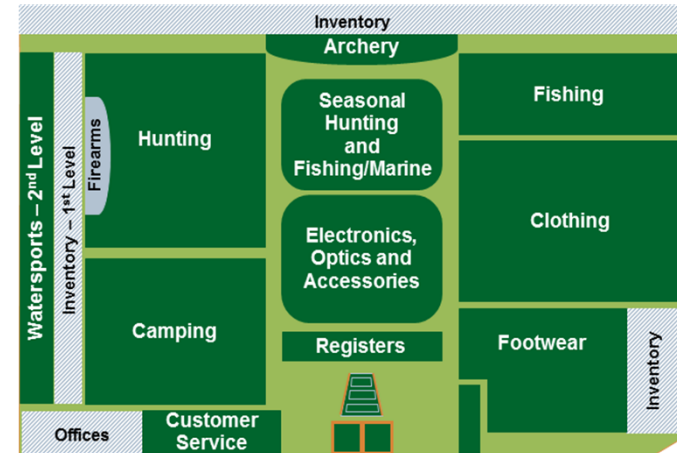 Inventory
Archery
Watersports – 2nd Level
Inventory – 1st Level
Firearms
Hunting
Seasonal
Hunting
and
Fishing/Marine
Fishing
Clothing
Electronics,
Optics and
Accessories
Camping
Registers
Footwear
Inventory
Offices
Customer
Service